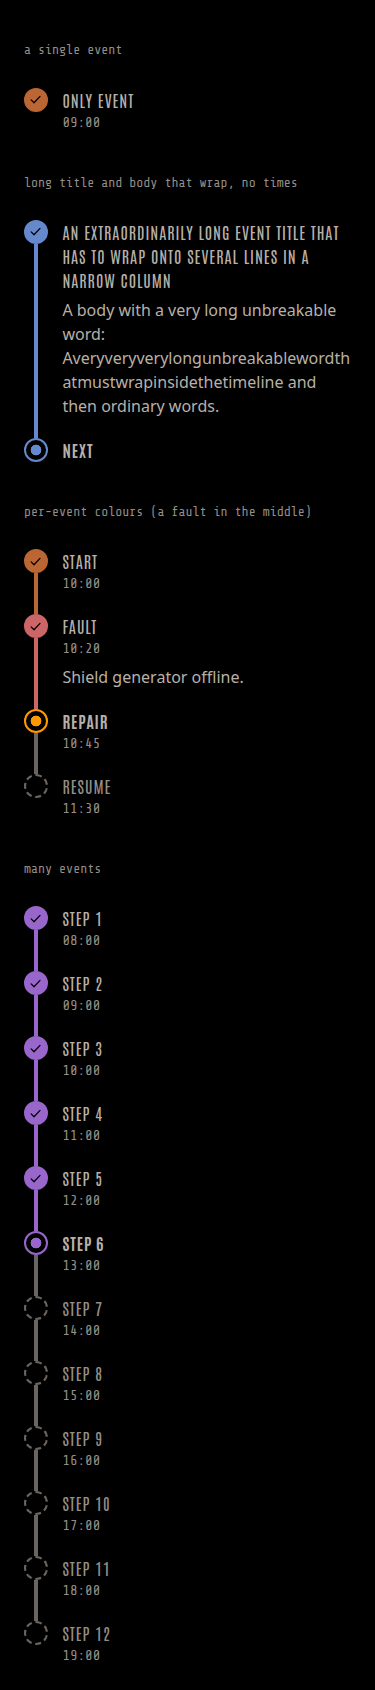 a single event
ONLY EVENT
09:00
long title and body that wrap, no times
AN EXTRAORDINARILY LONG EVENT TITLE THAT
HAS TO WRAP ONTO SEVERAL LINES IN A
NARROW COLUMN
A body with a very long unbreakable
word:
Averyveryverylongunbreakablewordth
atmustwrapinsidethetimeline and
then ordinary words.
NEXT
per-event colours (a fault in the middle)
START
10:00
FAULT
10:20
Shield generator offline.
REPAIR
10:45
RESUME
11:30
many events
STEP 1
08:00
STEP 2
09:00
STEP 3
10:00
STEP 4
11:00
STEP 5
12:00
STEP 6
13:00
STEP 7
14:00
STEP 8
15:00
STEP 9
16:00
STEP 10
17:00
STEP 11
18:00
STEP 12
19:00